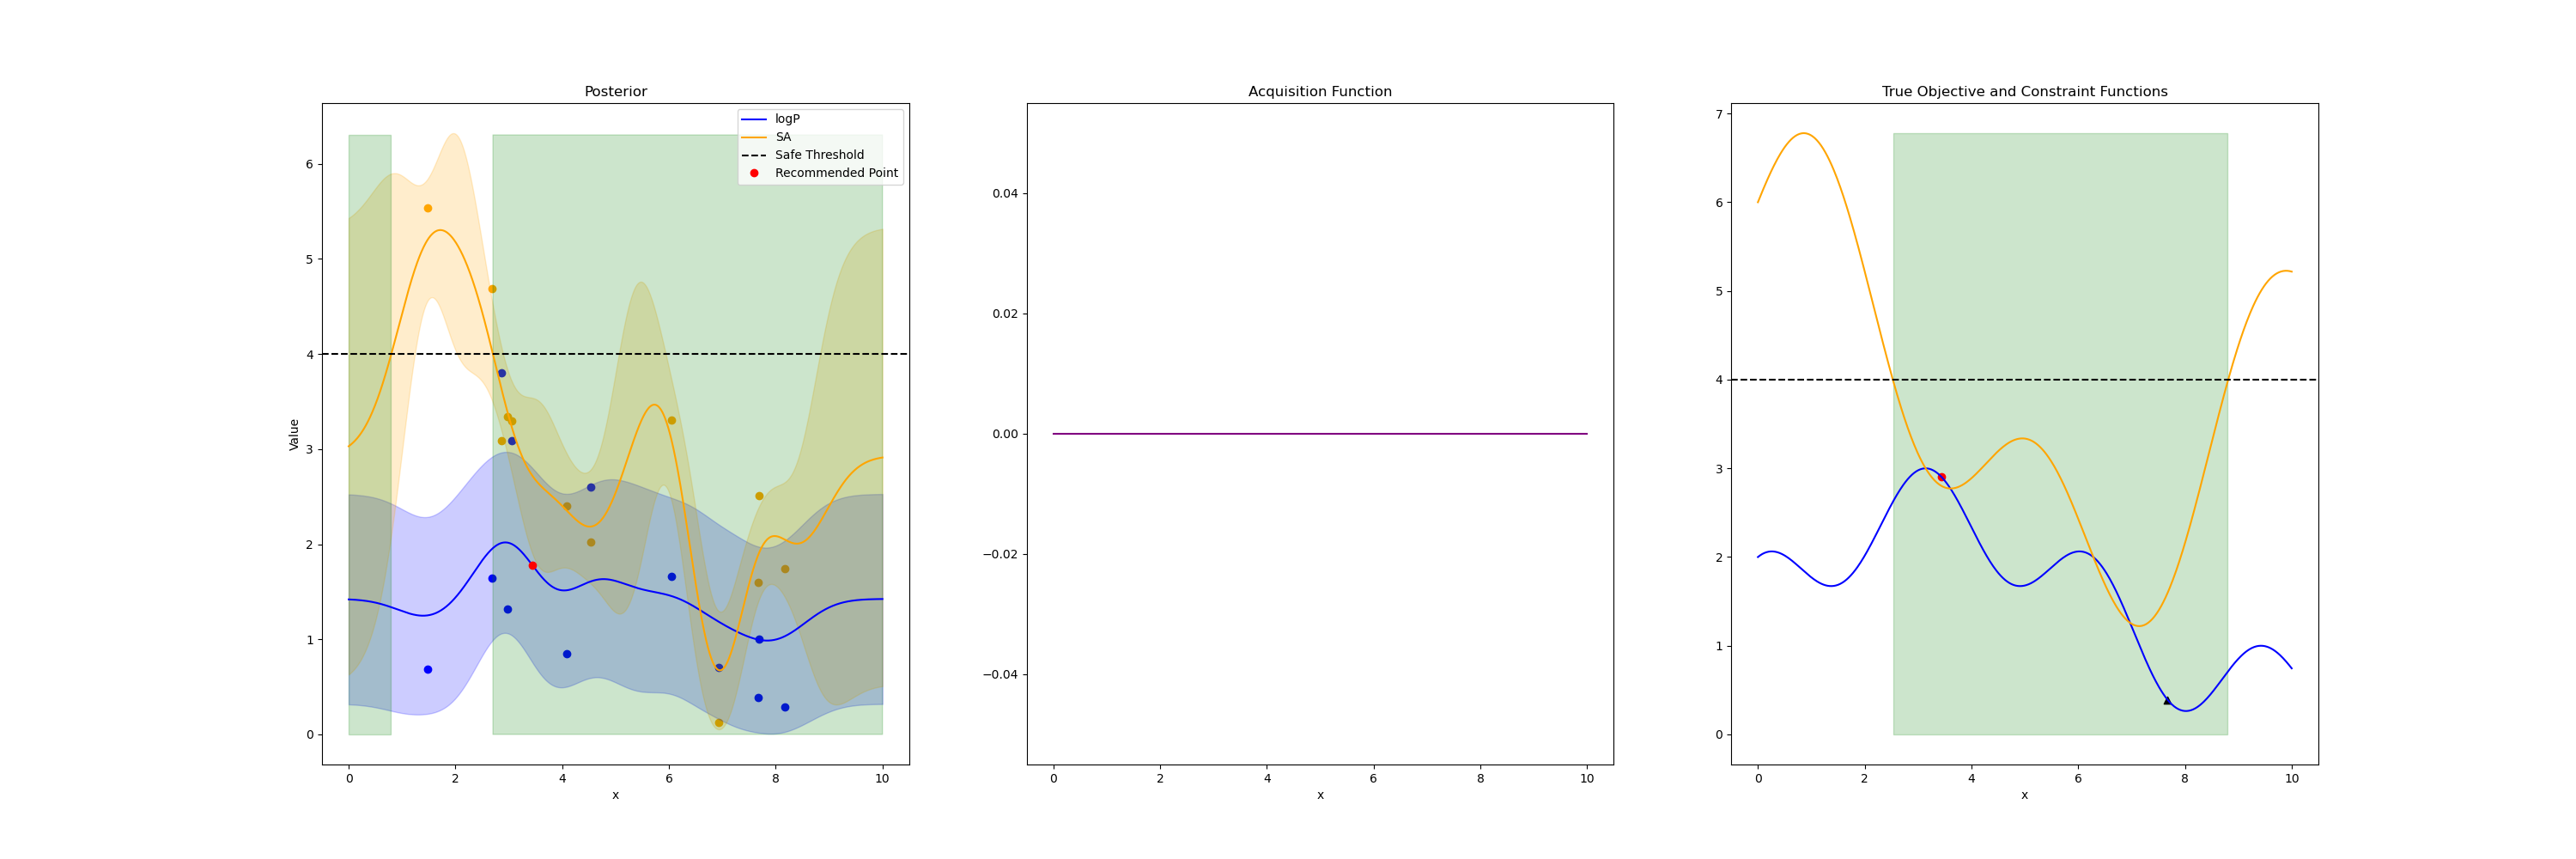 Posterior
logP
SA
Safe Threshold
Recommended Point
Value
6
5
4
3
2
1
0
0 2 4 6 8 10
x
Acquisition Function
0.04
0.02
0.00
−0.02
−0.04
0 2 4 6 8 10
x
True Objective and Constraint Functions
7
6
5
4
3
2
1
0
0 2 4 6 8 10
x